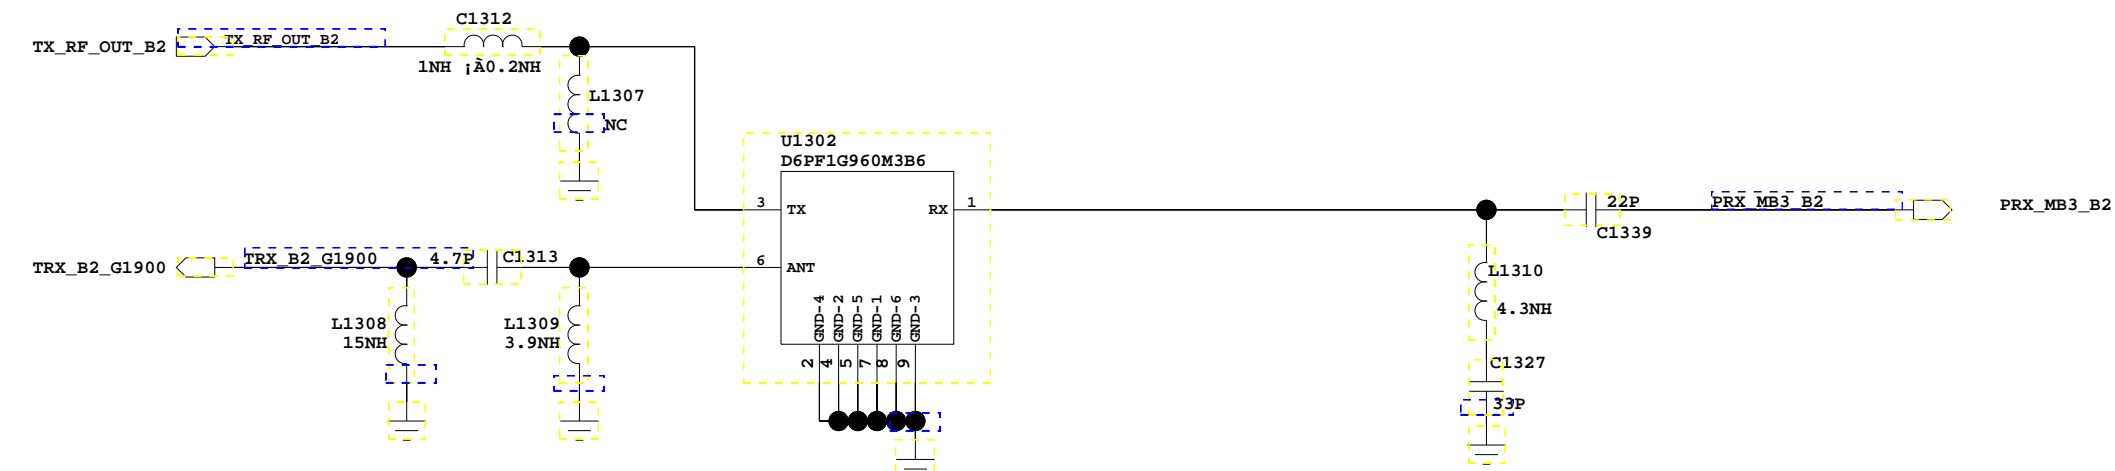 C1312
TX_RF_OUT_B2
TX_RF_OUT_B2
1NH ¡À0.2NH
L1307
NC
U1302
D6PF1G960M3B6
3
TX
RX
1
22P
PRX_MB3_B2
PRX_MB3_B2
C1339
TRX_B2_G1900
TRX_B2_G1900
4.7P
C1313
6
ANT
L1310
4.3NH
L1308
15NH
L1309
3.9NH
GND-4
GND-2
GND-5
GND-1
GND-6
GND-3
2
4
5
7
8
9
C1327
33P